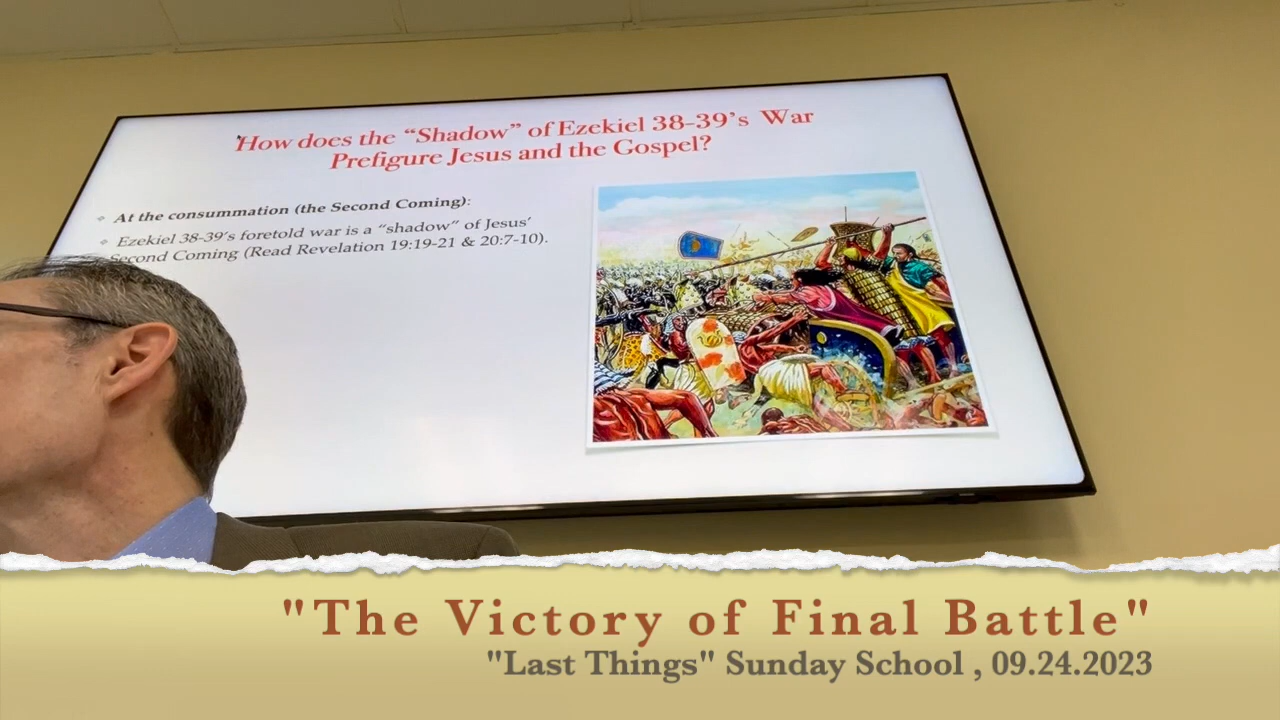 How does the “Shadow” of Ezekiel 38-39’s War
Prefigure Jesus and the Gospel?
At the consummation (the Second Coming):
Ezekiel 38-39’s foretold war is a “shadow” of Jesus’
Second Coming (Read Revelation 19:19-21 & 20:7-10).
"The Victory of Final Battle"
"Last Things" Sunday School , 09.24.2023